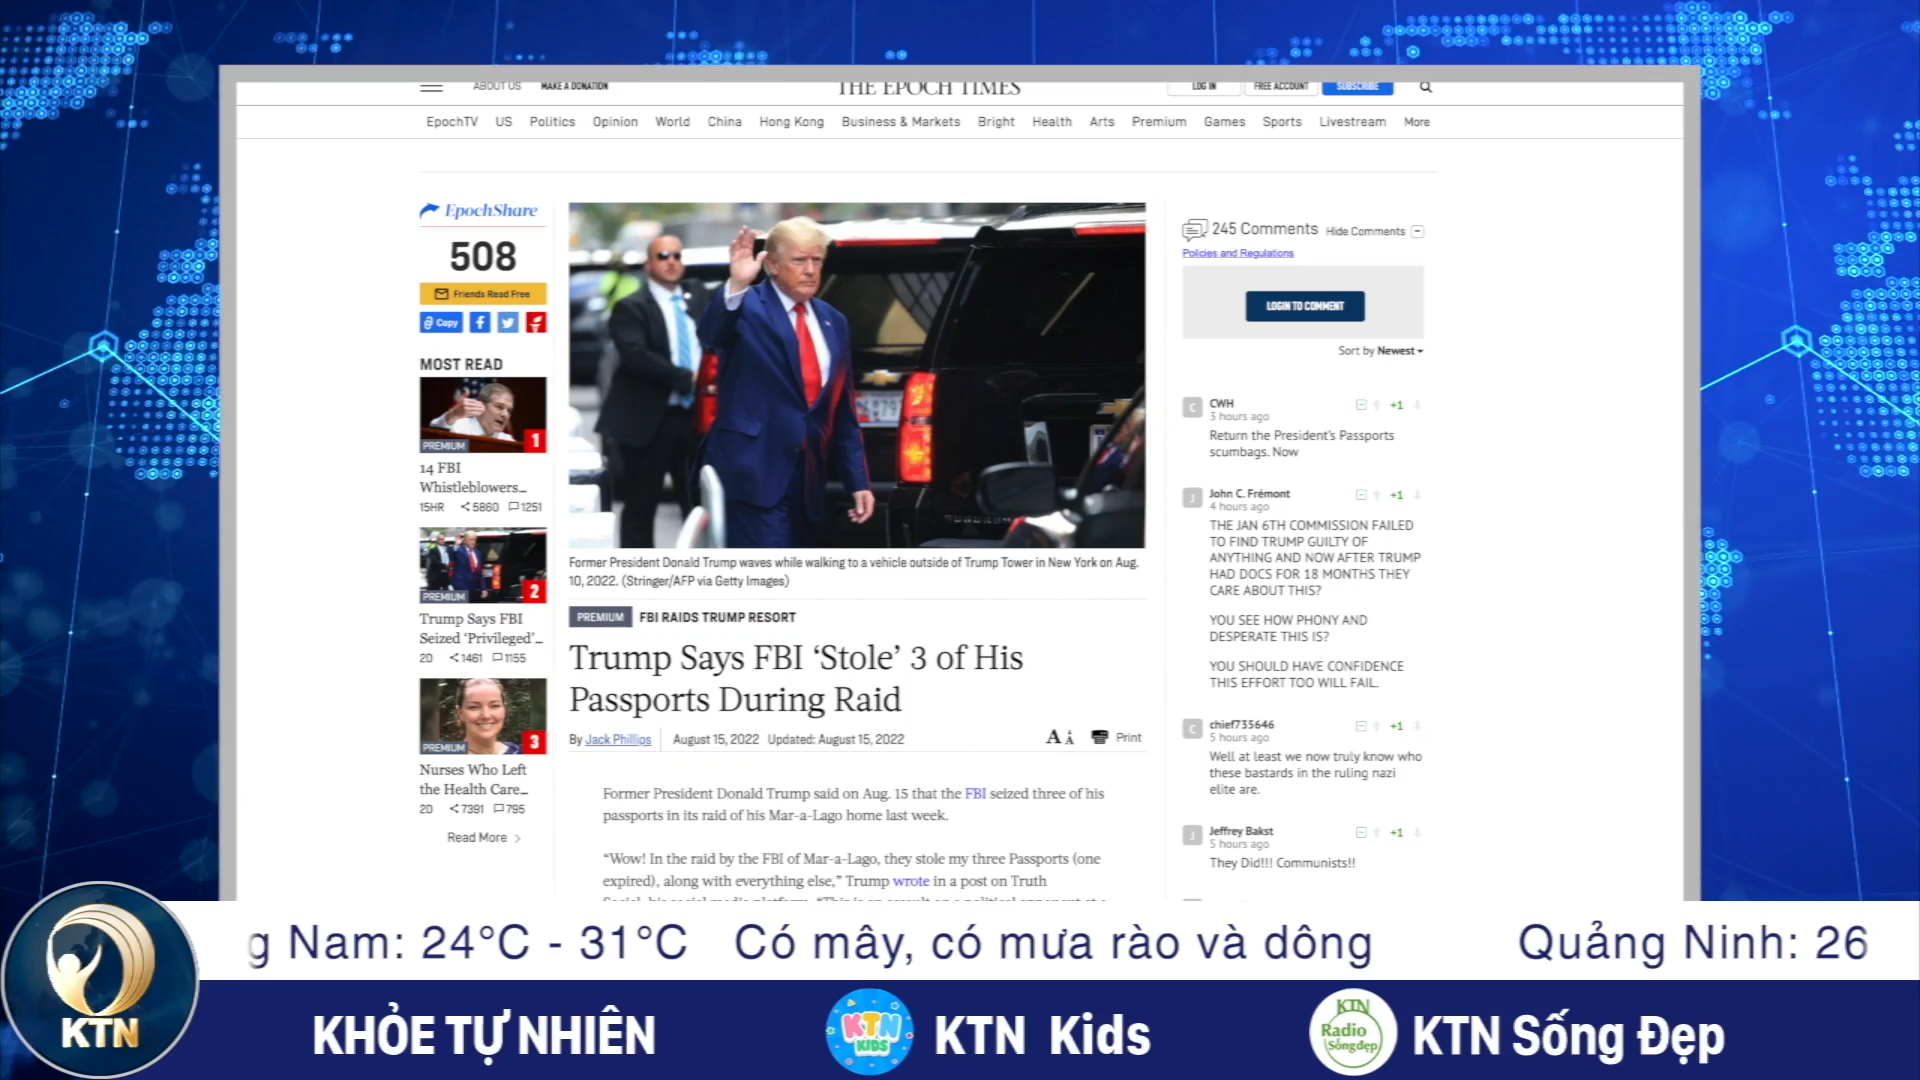 ABOUT US MAKE A DONATION THE EPOCH TIMES LOG IN FREE ACCOUNT SUBSCRIBE
EpochTV US Politics Opinion World China Hong Kong Business & Markets Bright Health Arts Premium Games Sports Livestream More
EpochShare
508
Friends Read Free
Copy
MOST READ
PREMIUM 1
14 FBI
Whistleblowers...
15HR 5860 1251
PREMIUM 2
Trump Says FBI
Seized ‘Privileged’...
2D 1461 1155
PREMIUM 3
Nurses Who Left
the Health Care...
2D 7391 795
Read More
Former President Donald Trump waves while walking to a vehicle outside of Trump Tower in New York on Aug.
10, 2022. (Stringer/AFP via Getty Images)
PREMIUM FBI RAIDS TRUMP RESORT
Trump Says FBI ‘Stole’ 3 of His
Passports During Raid
By Jack Phillips August 15, 2022 Updated: August 15, 2022 A A Print
Former President Donald Trump said on Aug. 15 that the FBI seized three of his
passports in its raid of his Mar-a-Lago home last week.
“Wow! In the raid by the FBI of Mar-a-Lago, they stole my three Passports (one
expired), along with everything else,” Trump wrote in a post on Truth
245 Comments Hide Comments
Policies and Regulations
LOGIN TO COMMENT
Sort by Newest
C CWH +1
3 hours ago
Return the President's Passports
scumbags. Now
J John C. Frémont +1
4 hours ago
THE JAN 6TH COMMISSION FAILED
TO FIND TRUMP GUILTY OF
ANYTHING AND NOW AFTER TRUMP
HAD DOCS FOR 18 MONTHS THEY
CARE ABOUT THIS?
YOU SEE HOW PHONY AND
DESPERATE THIS IS?
YOU SHOULD HAVE CONFIDENCE
THIS EFFORT TOO WILL FAIL.
C chief735646 +1
5 hours ago
Well at least we now truly know who
these bastards in the ruling nazi
elite are.
J Jeffrey Bakst +1
5 hours ago
They Did!!! Communists!!
g Nam: 24°C - 31°C Có mây, có mưa rào và dông Quảng Ninh: 26
KTN
KHỎE TỰ NHIÊN KTN KIDS KTN Kids KTN Radio Sống đẹp KTN Sống Đẹp